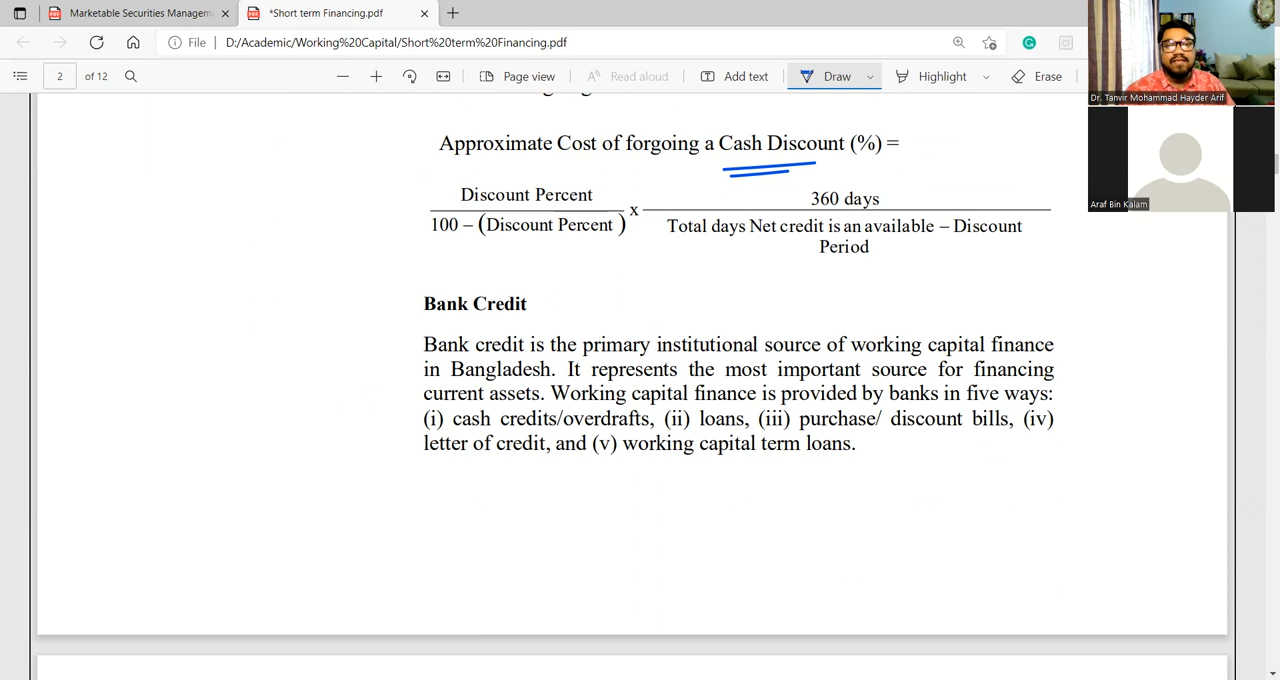 Marketable Securities Managem
*Short term Financing.pdf
File
D:/Academic/Working%20Capital/Short%20term%20Financing.pdf
2
of 12
Page view
Read aloud
Add text
Draw
Highlight
Erase
Dr. Tanvir Mohammad Hayder Arif
Araf Bin Kalam
Approximate Cost of forgoing a Cash Discount (%) =
Discount Percent
100 – (Discount Percent )
x
360 days
Total days Net credit is an available – Discount
Period
Bank Credit
Bank credit is the primary institutional source of working capital finance
in Bangladesh. It represents the most important source for financing
current assets. Working capital finance is provided by banks in five ways:
(i) cash credits/overdrafts, (ii) loans, (iii) purchase/ discount bills, (iv)
letter of credit, and (v) working capital term loans.